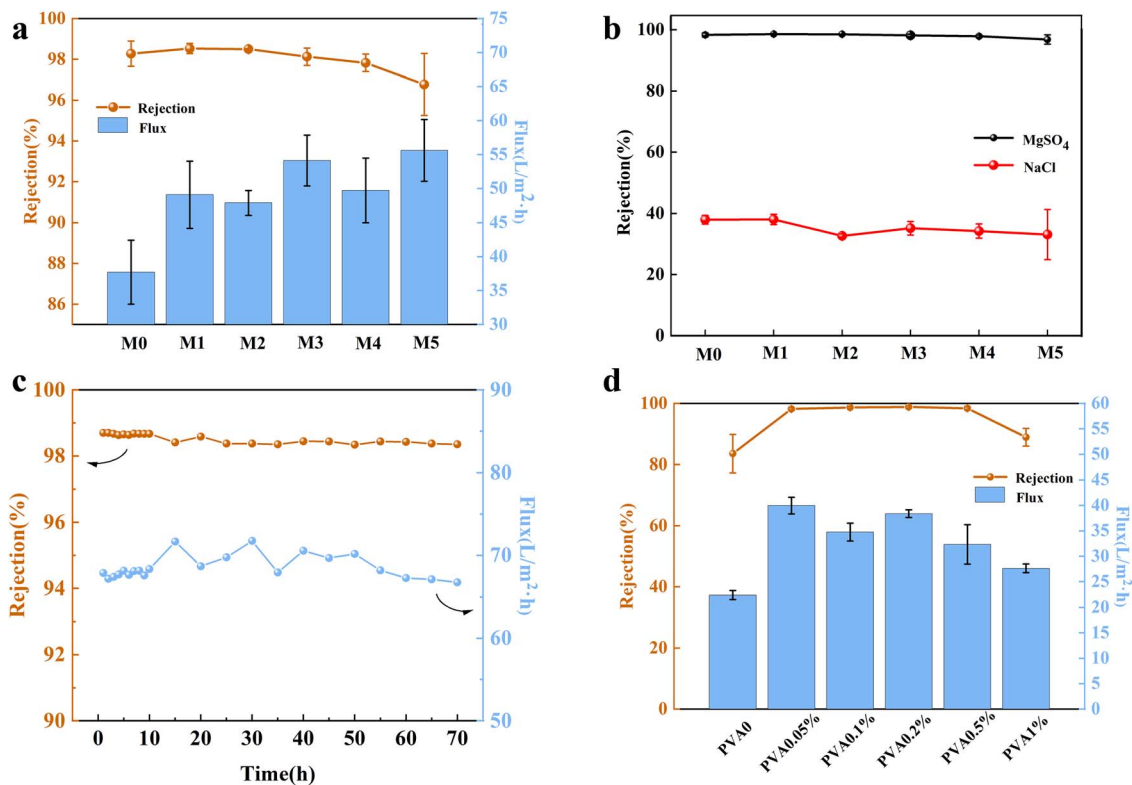 a
Rejection(%)
100
98
96
94
92
90
88
86
Rejection
Flux
75
70
65
60
55
50
45
40
35
30
Flux(L/m²·h)
M0 M1 M2 M3 M4 M5
b
Rejection(%)
100
80
60
40
20
0
MgSO₄
NaCl
M0 M1 M2 M3 M4 M5
c
Rejection(%)
100
98
96
94
92
90
90
85
80
75
70
65
60
55
50
Flux(L/m²·h)
0 10 20 30 40 50 60 70
Time(h)
d
Rejection(%)
100
80
60
40
20
0
Rejection
Flux
60
55
50
45
40
35
30
25
20
15
10
5
0
Flux(L/m²·h)
PVA0 PVA0.05% PVA0.1% PVA0.2% PVA0.5% PVA1%